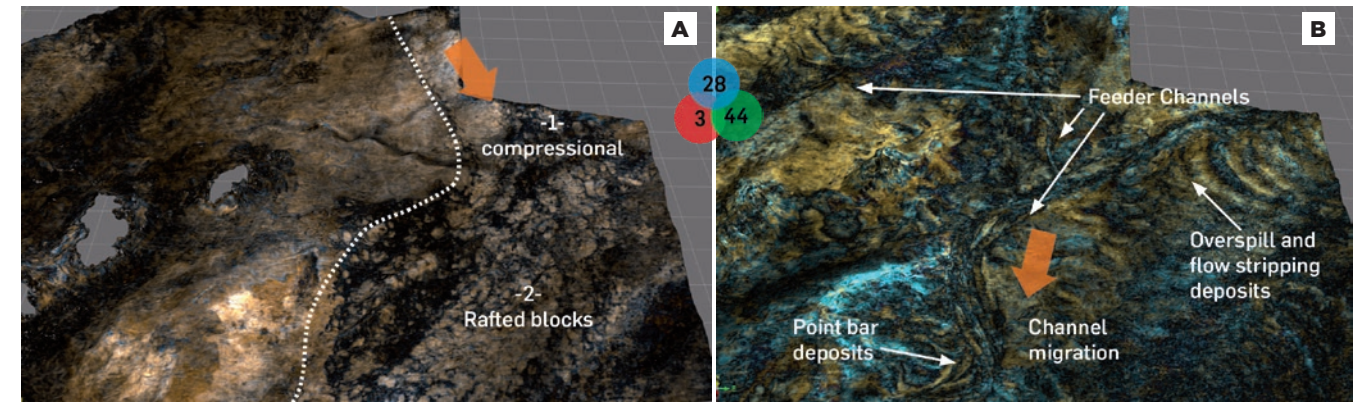 A
-1-
compressional
-2-
Rafted blocks
28
3
44
B
Feeder Channels
Overspill and
flow stripping
deposits
Point bar
deposits
Channel
migration